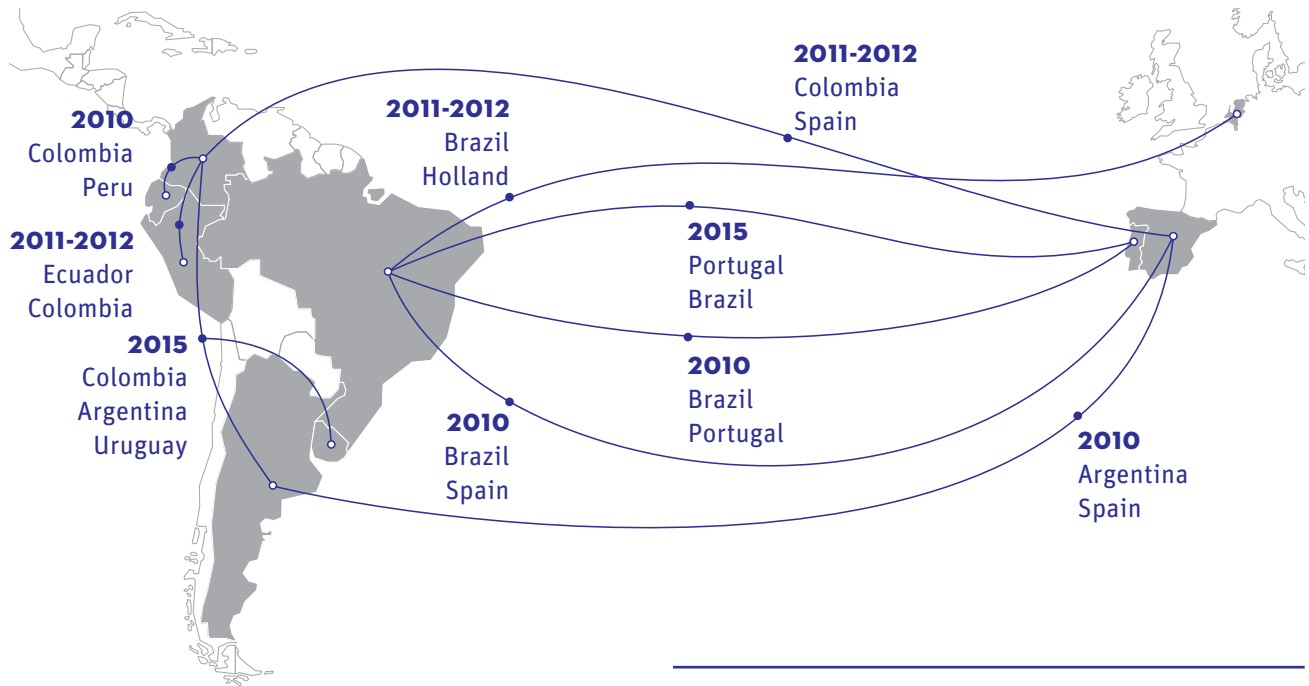 2011-2012
Colombia
Spain
2011-2012
Brazil
Holland
2010
Colombia
Peru
2011-2012
Ecuador
Colombia
2015
Portugal
Brazil
2015
Colombia
Argentina
Uruguay
2010
Brazil
Portugal
2010
Brazil
Spain
2010
Argentina
Spain